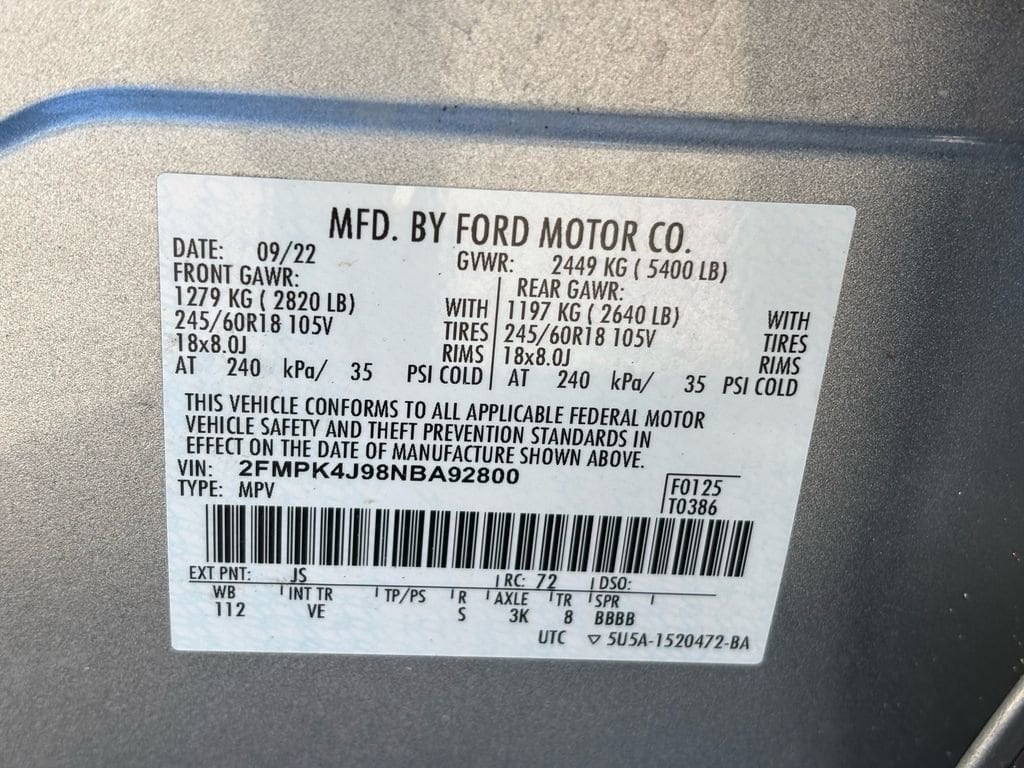 MFD. BY FORD MOTOR CO.
DATE: 09/22
GVWR: 2449 KG ( 5400 LB)
FRONT GAWR:
1279 KG ( 2820 LB) WITH
245/60R18 105V TIRES
18x8.0J RIMS
AT 240 kPa/ 35 PSI COLD
REAR GAWR:
1197 KG ( 2640 LB) WITH
245/60R18 105V TIRES
18x8.0J RIMS
AT 240 kPa/ 35 PSI COLD
THIS VEHICLE CONFORMS TO ALL APPLICABLE FEDERAL MOTOR
VEHICLE SAFETY AND THEFT PREVENTION STANDARDS IN
EFFECT ON THE DATE OF MANUFACTURE SHOWN ABOVE.
VIN: 2FMPK4J98NBA92800
TYPE: MPV
F0125
T0386
EXT PNT: JS RC: 72 DSO:
WB INT TR TP/PS R AXLE TR SPR
112 VE S 3K 8 BBBB
UTC ▽ 5U5A-1520472-BA